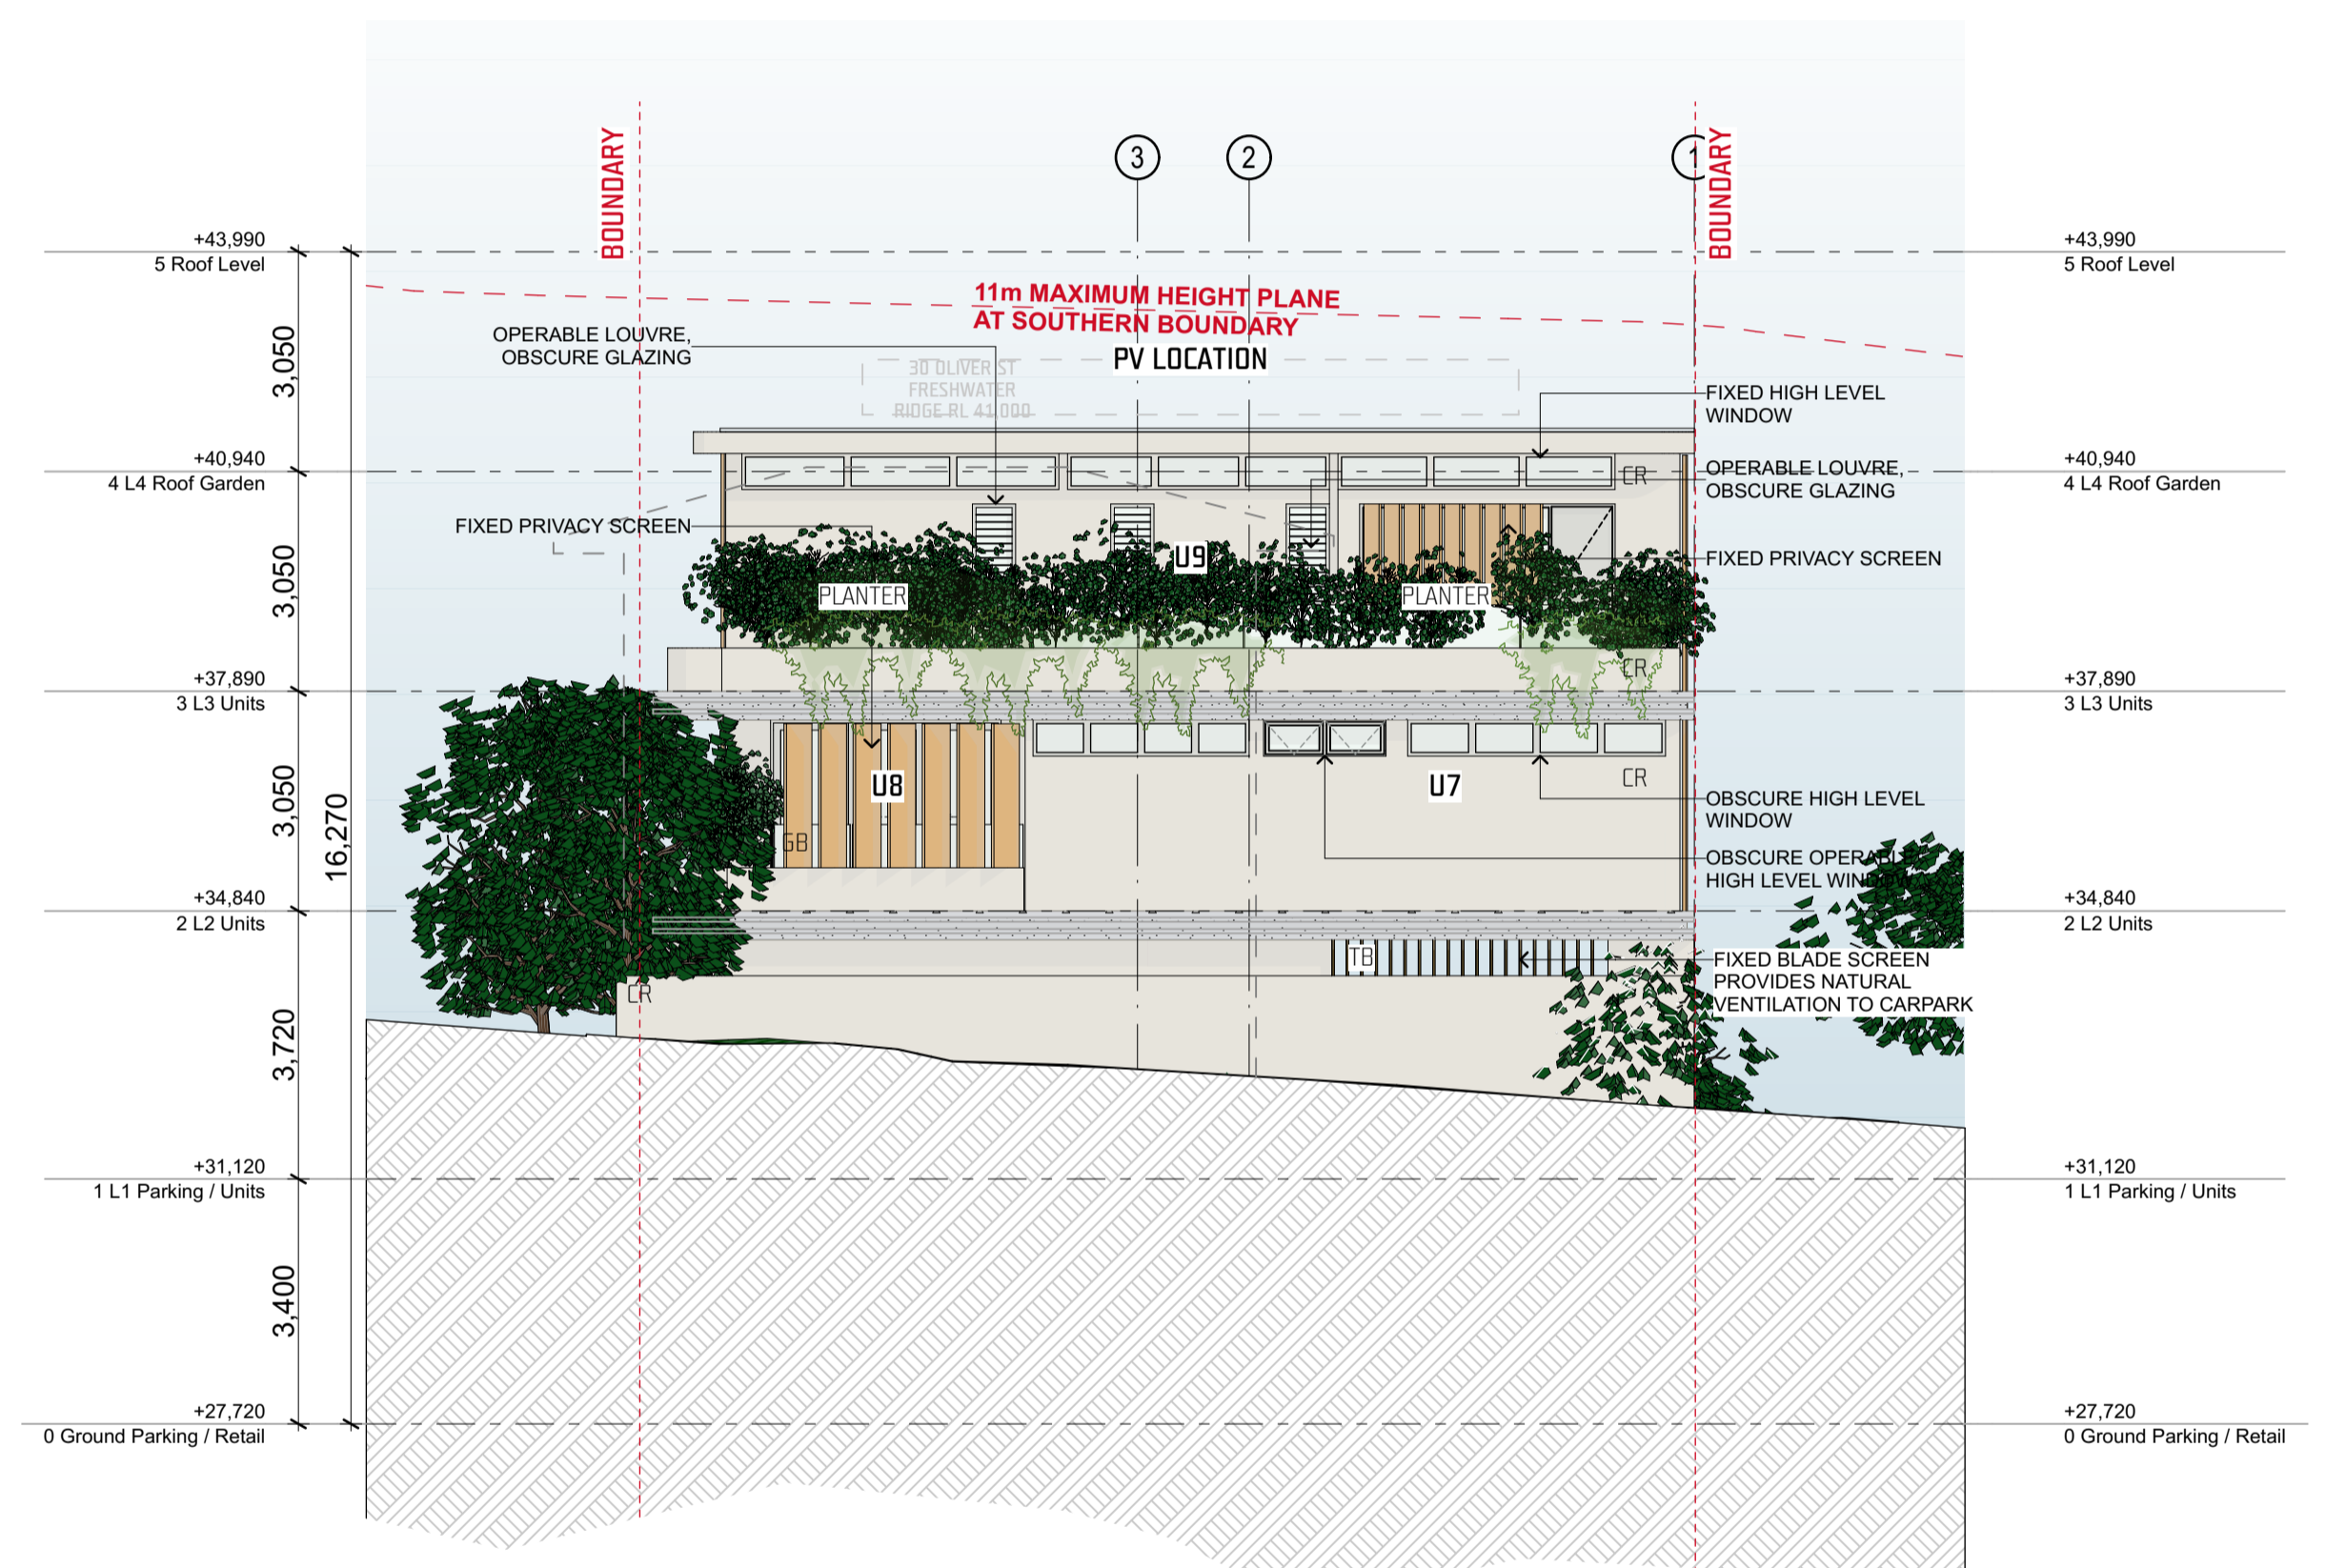 BOUNDARY
3
2
1
BOUNDARY
+43,990
5 Roof Level
+43,990
5 Roof Level
11m MAXIMUM HEIGHT PLANE
AT SOUTHERN BOUNDARY
OPERABLE LOUVRE,
OBSCURE GLAZING
PV LOCATION
30 OLIVER ST
FRESHWATER
RIDGE RL 41,000
3,050
FIXED HIGH LEVEL
WINDOW
+40,940
4 L4 Roof Garden
CR
OPERABLE LOUVRE,
OBSCURE GLAZING
+40,940
4 L4 Roof Garden
FIXED PRIVACY SCREEN
U9
FIXED PRIVACY SCREEN
3,050
PLANTER
PLANTER
+37,890
3 L3 Units
CR
+37,890
3 L3 Units
3,050
16,270
U8
U7
CR
OBSCURE HIGH LEVEL
WINDOW
GB
OBSCURE OPERABLE
HIGH LEVEL WINDOW
+34,840
2 L2 Units
+34,840
2 L2 Units
TB
FIXED BLADE SCREEN
PROVIDES NATURAL
VENTILATION TO CARPARK
CR
3,720
+31,120
1 L1 Parking / Units
+31,120
1 L1 Parking / Units
3,400
+27,720
0 Ground Parking / Retail
+27,720
0 Ground Parking / Retail